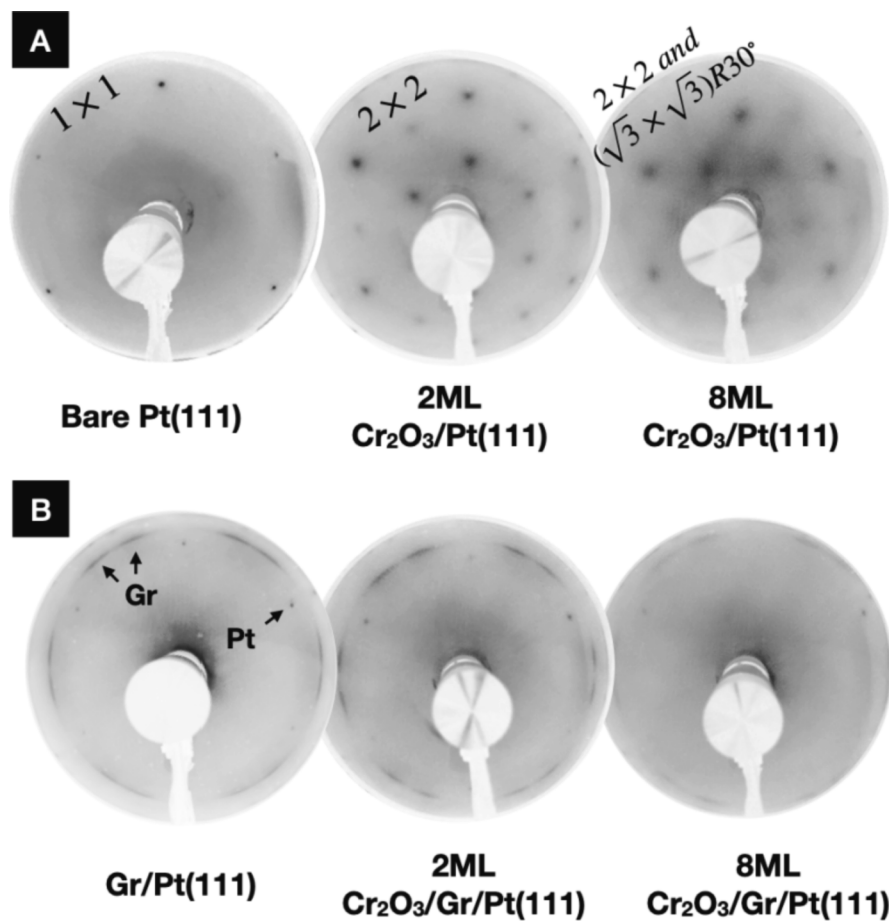 A
1 × 1
2 × 2
2 × 2 and
(√3 × √3)R30°
Bare Pt(111)
2ML
Cr₂O₃/Pt(111)
8ML
Cr₂O₃/Pt(111)
B
Gr
Pt
Gr/Pt(111)
2ML
Cr₂O₃/Gr/Pt(111)
8ML
Cr₂O₃/Gr/Pt(111)